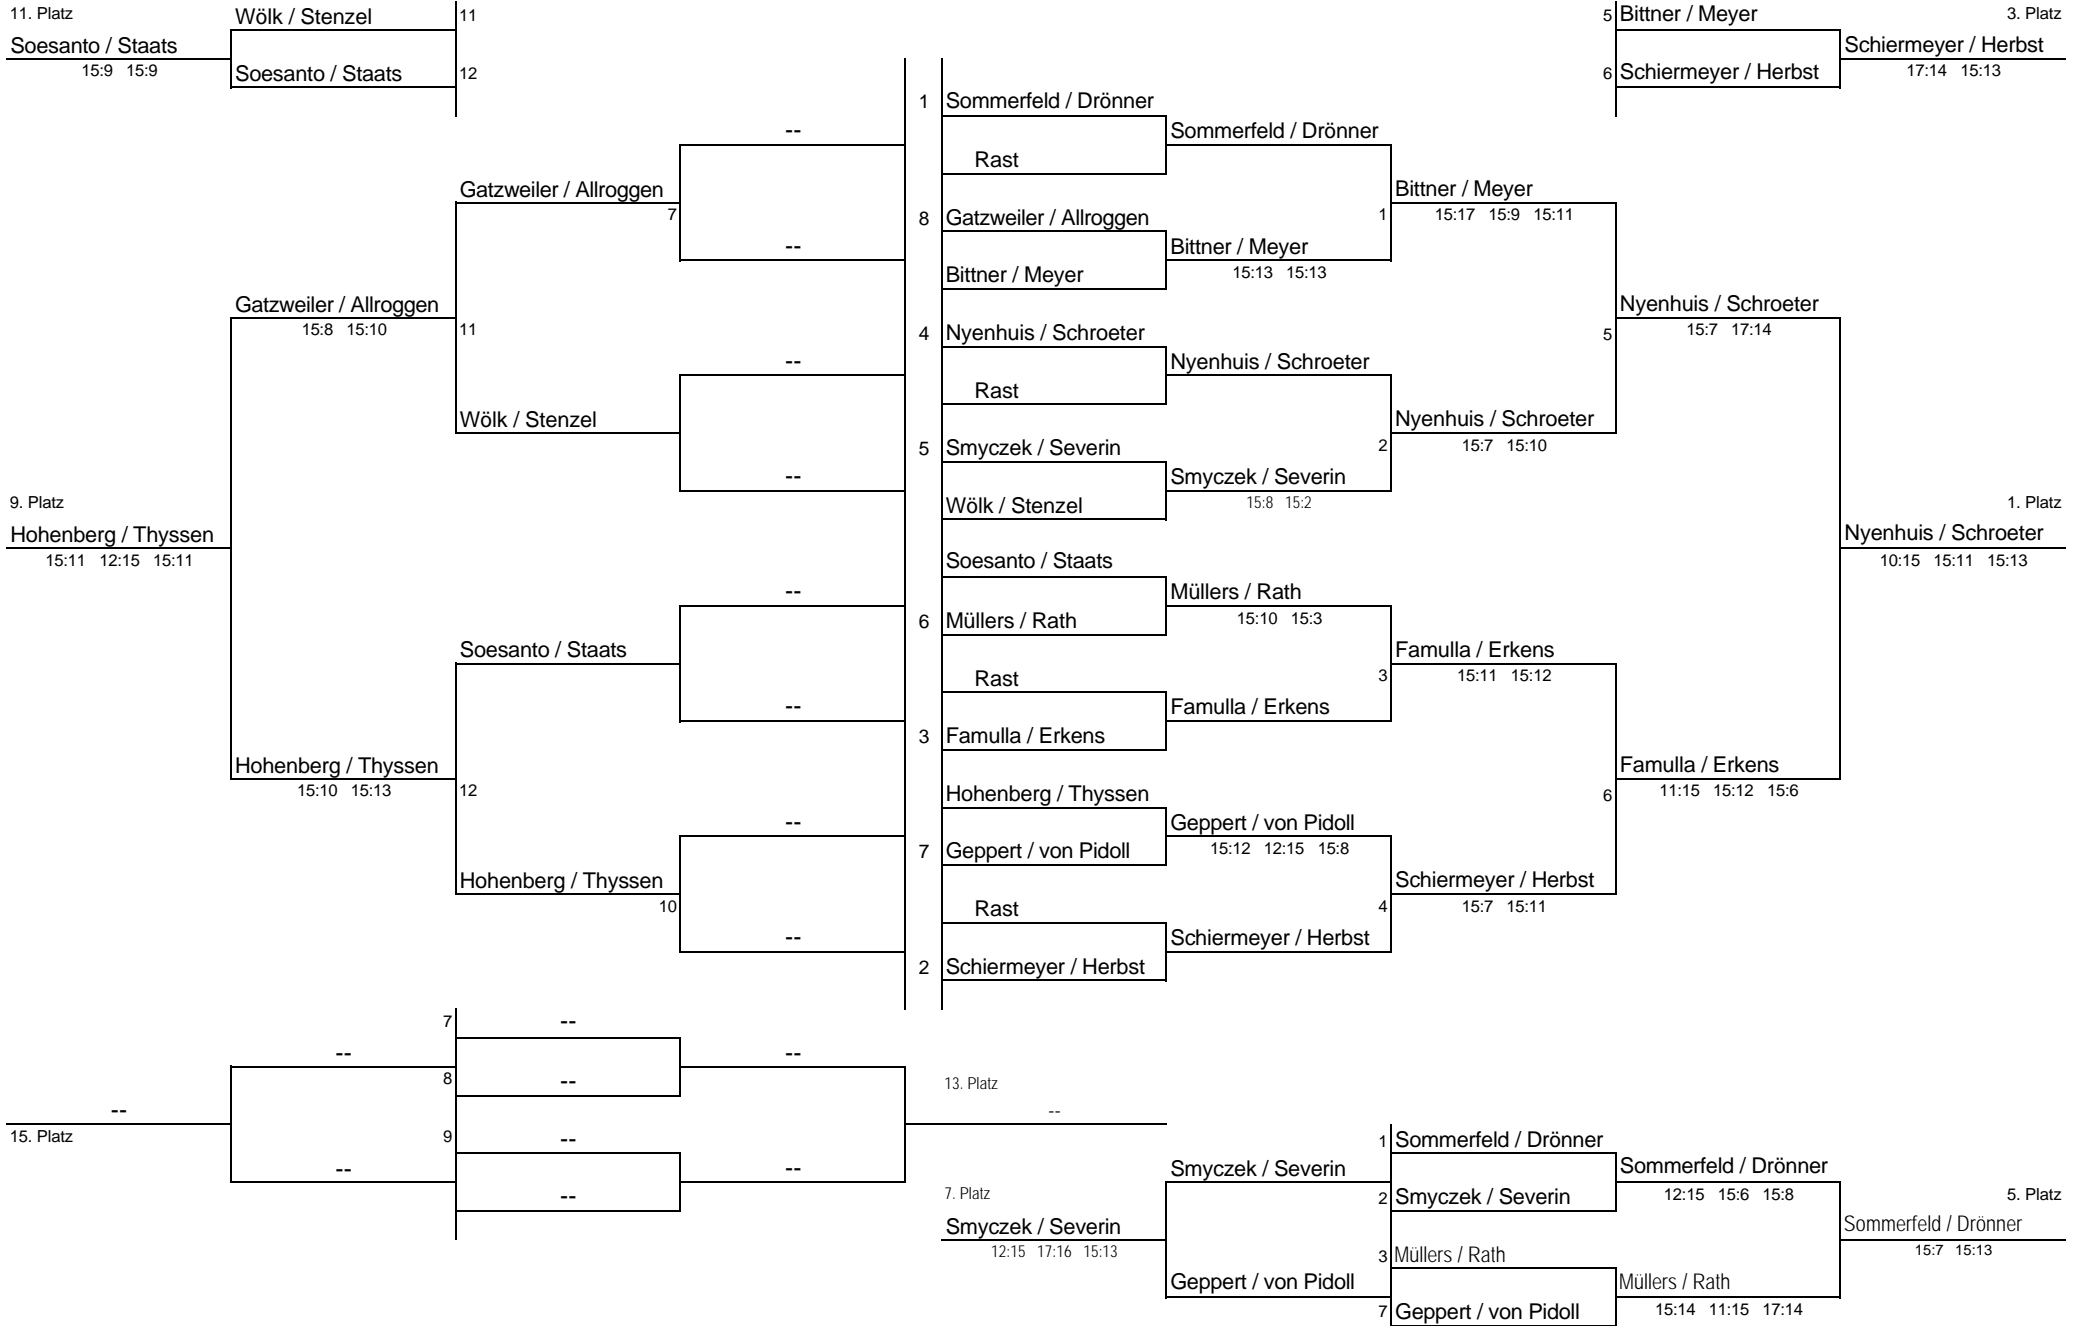 11. Platz
Wölk / Stenzel 11
Soesanto / Staats
15:9 15:9
Soesanto / Staats 12
5 Bittner / Meyer
3. Platz
Schiermeyer / Herbst
6 Schiermeyer / Herbst
17:14 15:13
1 Sommerfeld / Drönner
-- Sommerfeld / Drönner
Rast
Gatzweiler / Allroggen
7
Bittner / Meyer
1 15:17 15:9 15:11
8 Gatzweiler / Allroggen
-- Bittner / Meyer
Bittner / Meyer
15:13 15:13
Gatzweiler / Allroggen
15:8 15:10
11
Nyenhuis / Schroeter
5 15:7 17:14
4 Nyenhuis / Schroeter
-- Nyenhuis / Schroeter
Rast
Wölk / Stenzel
Nyenhuis / Schroeter
2 15:7 15:10
5 Smyczek / Severin
-- Smyczek / Severin
15:8 15:2
Wölk / Stenzel
9. Platz
1. Platz
Hohenberg / Thyssen
15:11 12:15 15:11
Nyenhuis / Schroeter
10:15 15:11 15:13
Soesanto / Staats
-- Müllers / Rath
15:10 15:3
6 Müllers / Rath
Soesanto / Staats
Famulla / Erkens
3 15:11 15:12
Rast
-- Famulla / Erkens
3 Famulla / Erkens
Hohenberg / Thyssen
15:10 15:13
12
Famulla / Erkens
6 11:15 15:12 15:6
Hohenberg / Thyssen
-- Geppert / von Pidoll
15:12 12:15 15:8
7 Geppert / von Pidoll
Hohenberg / Thyssen
10
Schiermeyer / Herbst
4 15:7 15:11
Rast
-- Schiermeyer / Herbst
2 Schiermeyer / Herbst
7 --
-- --
8 --
13. Platz
-- --
15. Platz
9 --
-- --
--
1 Sommerfeld / Drönner
Smyczek / Severin
Sommerfeld / Drönner
12:15 15:6 15:8
2 Smyczek / Severin
7. Platz
5. Platz
Smyczek / Severin
12:15 17:16 15:13
Sommerfeld / Drönner
15:7 15:13
3 Müllers / Rath
Geppert / von Pidoll
Müllers / Rath
15:14 11:15 17:14
7 Geppert / von Pidoll